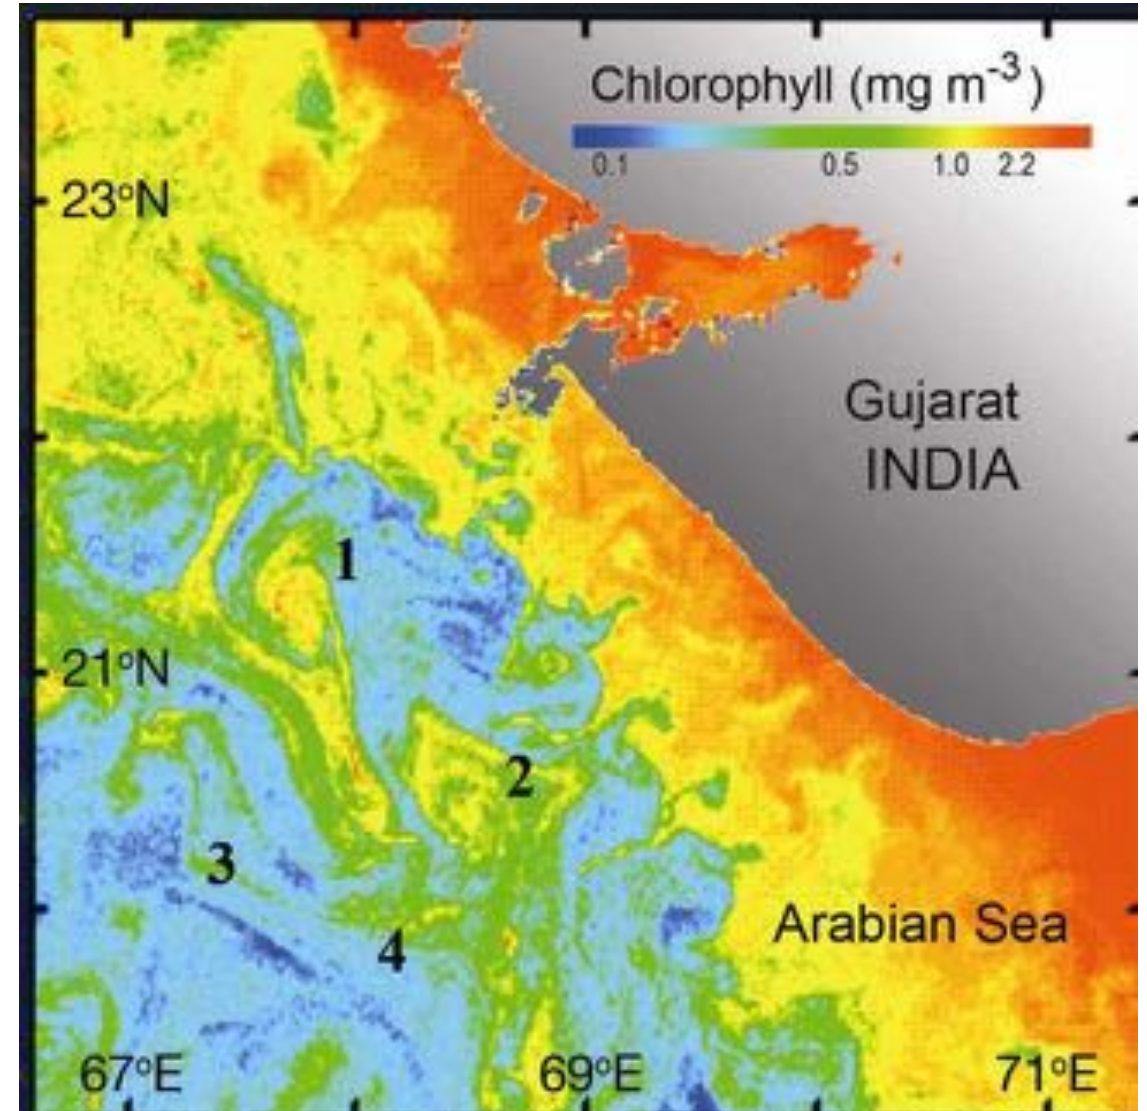 Chlorophyll (mg m⁻³)
0.1 0.5 1.0 2.2
23°N
Gujarat
INDIA
1
21°N
2
3
Arabian Sea
4
67°E 69°E 71°E